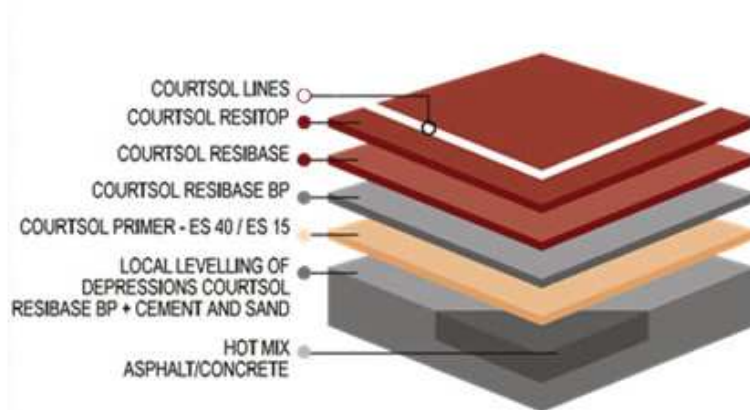 COURTSOL LINES
COURTSOL RESITOP
COURTSOL RESIBASE
COURTSOL RESIBASE BP
COURTSOL PRIMER - ES 40 / ES 15
LOCAL LEVELLING OF
DEPRESSIONS COURTSOL
RESIBASE BP + CEMENT AND SAND
HOT MIX
ASPHALT/CONCRETE